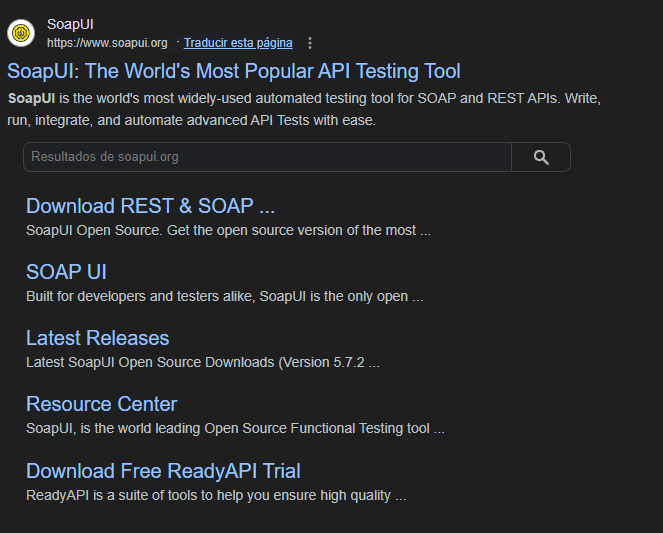 SoapUI
https://www.soapui.org · Traducir esta página
SoapUI: The World's Most Popular API Testing Tool
SoapUI is the world's most widely-used automated testing tool for SOAP and REST APIs. Write,
run, integrate, and automate advanced API Tests with ease.
Resultados de soapui.org
Download REST & SOAP ...
SoapUI Open Source. Get the open source version of the most ...
SOAP UI
Built for developers and testers alike, SoapUI is the only open ...
Latest Releases
Latest SoapUI Open Source Downloads (Version 5.7.2 ...
Resource Center
SoapUI, is the world leading Open Source Functional Testing tool ...
Download Free ReadyAPI Trial
ReadyAPI is a suite of tools to help you ensure high quality ...